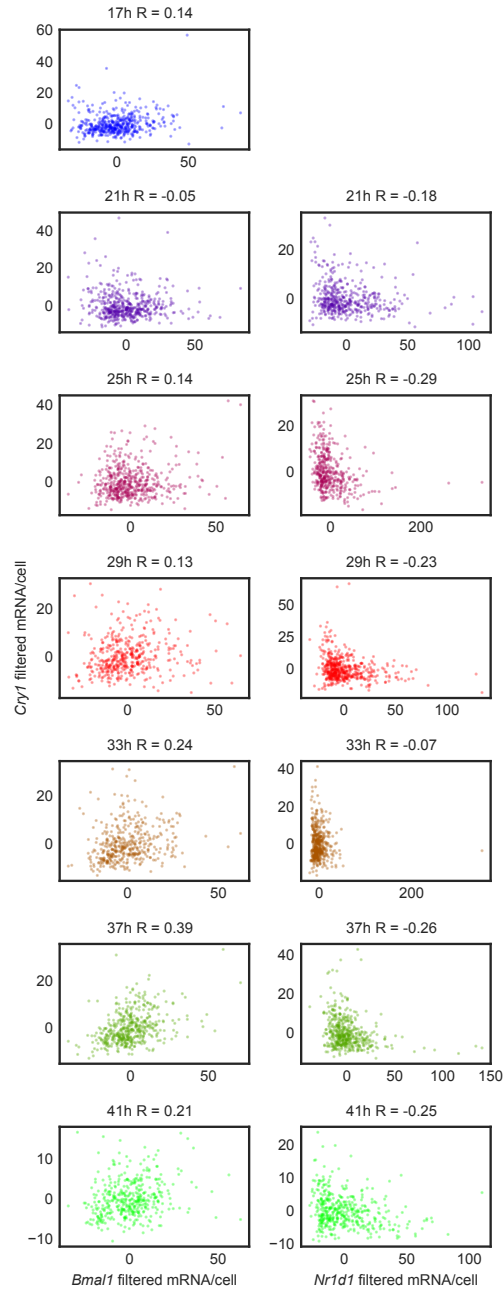 17h R = 0.14
60
40
20
0
0 50
21h R = -0.05
40
20
0
0 50
21h R = -0.18
20
0
0 50 100
25h R = 0.14
40
20
0
0 50
25h R = -0.29
20
0
0 200
29h R = 0.13
20
0
0 50
29h R = -0.23
50
25
0
0 50 100
33h R = 0.24
20
0
0 50
33h R = -0.07
40
20
0
0 200
37h R = 0.39
20
0
0 50
37h R = -0.26
40
20
0
0 50 100 150
41h R = 0.21
10
0
−10
0 50
41h R = -0.25
20
10
0
−10
0 50 100
Cry1 filtered mRNA/cell
Bmal1 filtered mRNA/cell
Nr1d1 filtered mRNA/cell